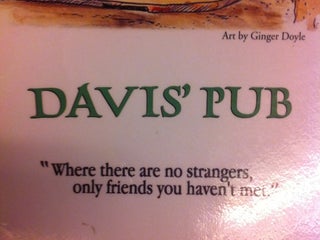 Art by Ginger Doyle
DAVIS' PUB
"Where there are no strangers,
only friends you haven't met."